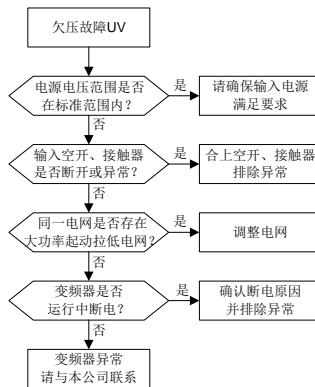 欠压故障UV
电源电压范围是否
在标准范围内？
是
请确保输入电源
满足要求
否
输入空开、接触器
是否断开或异常？
是
合上空开、接触器
排除异常
否
同一电网是否存在
大功率起动拉低电网？
是
调整电网
否
变频器是否
运行中断电？
是
确认断电原因
并排除异常
否
变频器异常
请与本公司联系